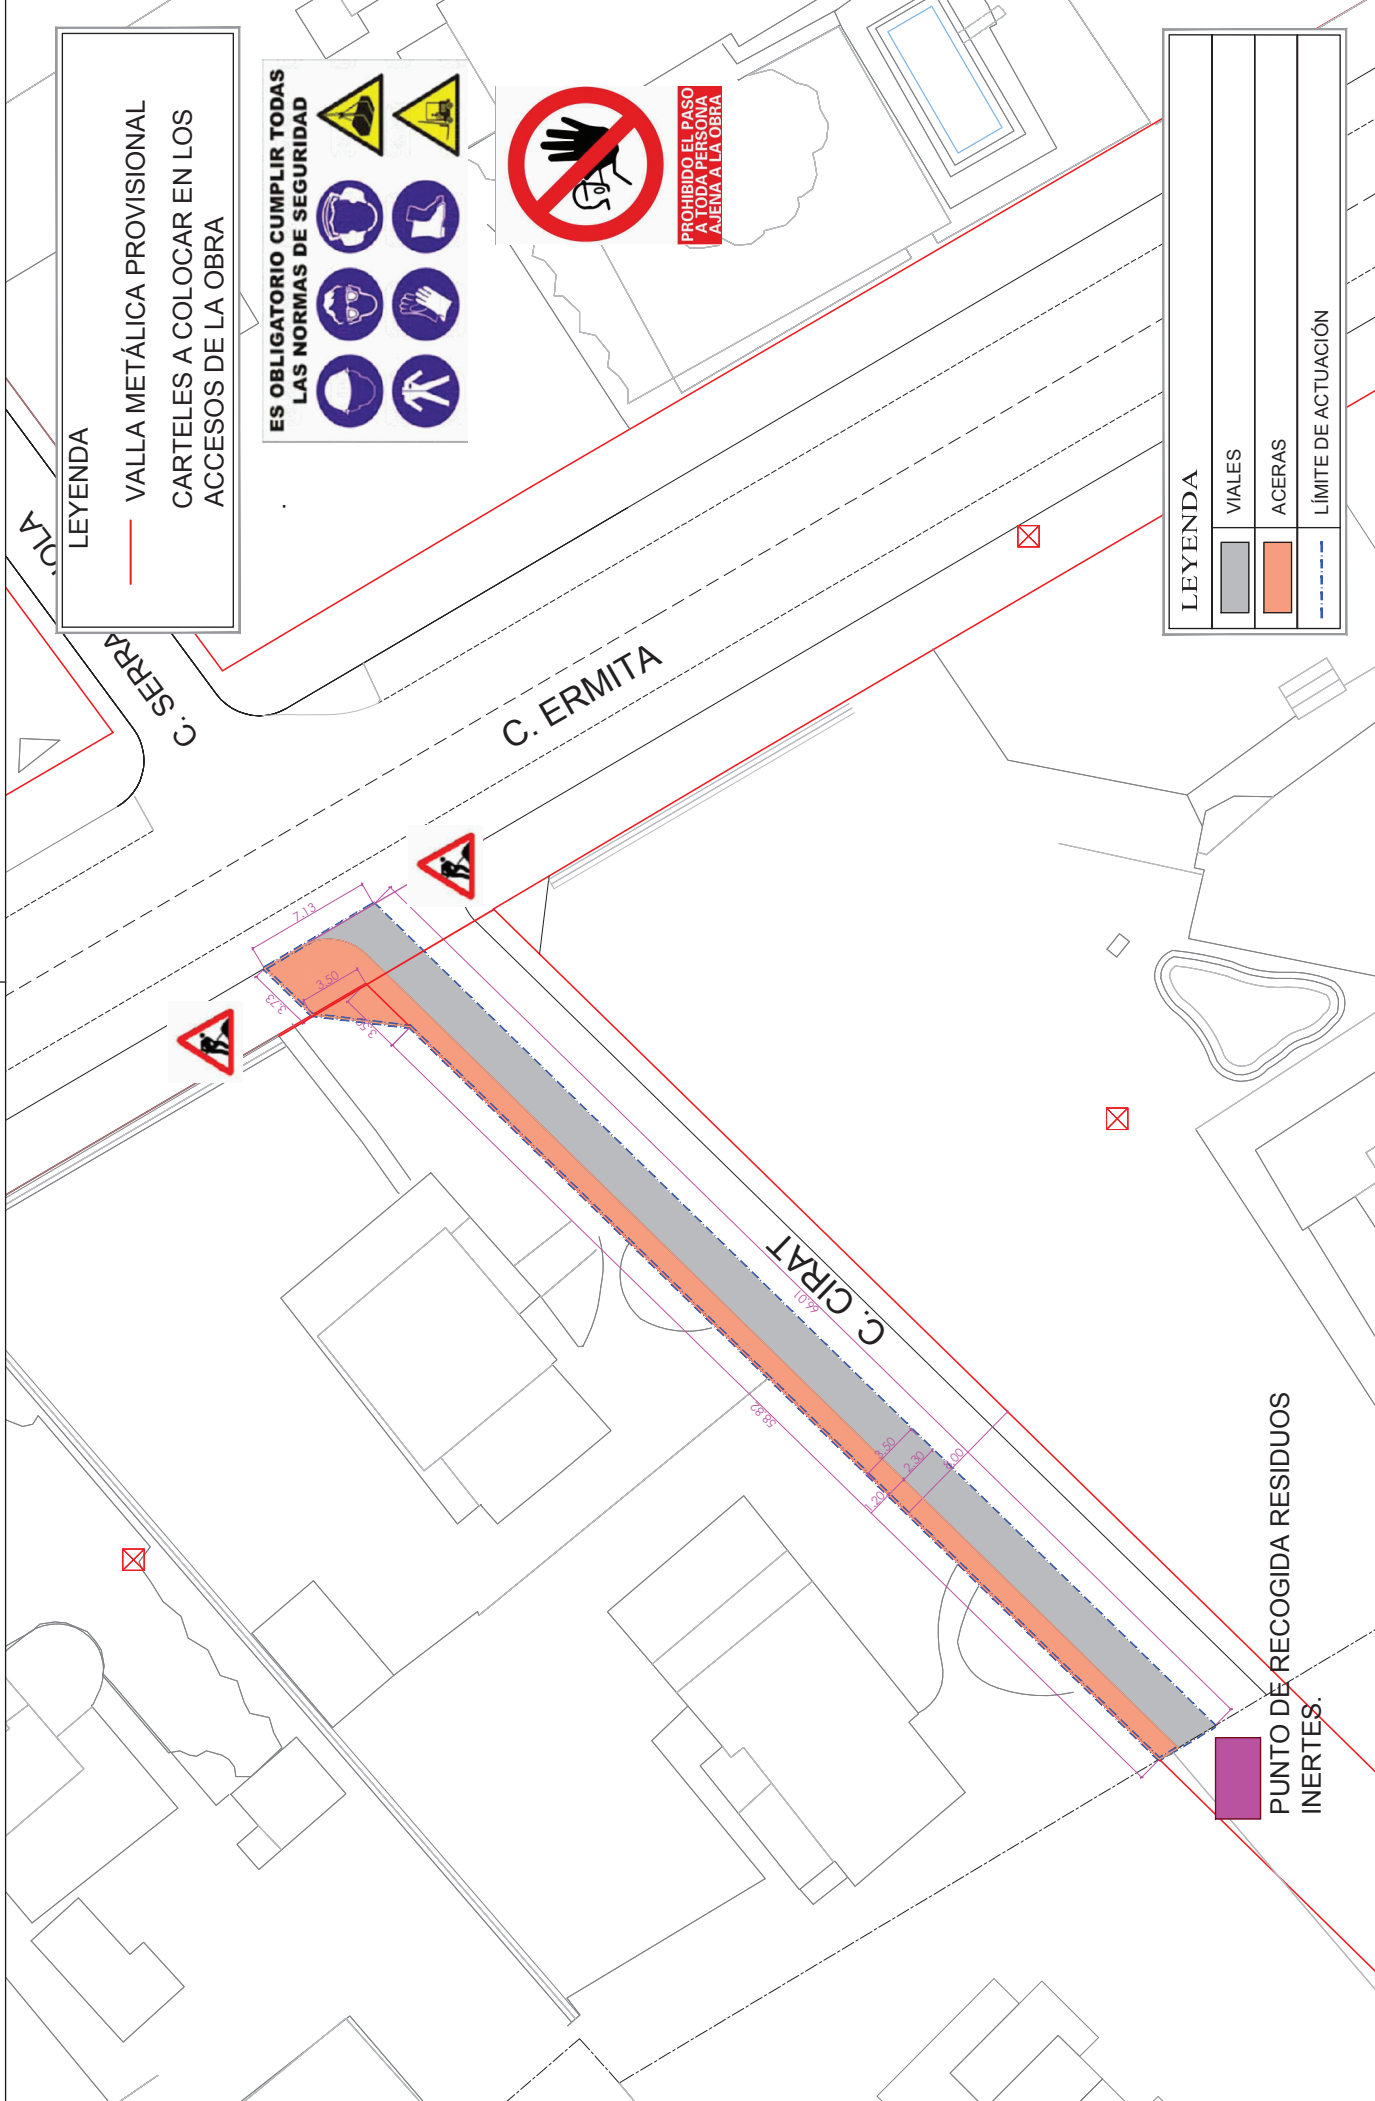 LEYENDA
VALLA METÁLICA PROVISIONAL
CARTELES A COLOCAR EN LOS
ACCESOS DE LA OBRA
ES OBLIGATORIO CUMPLIR TODAS
LAS NORMAS DE SEGURIDAD
PROHIBIDO EL PASO
A TODA PERSONA
AJENA A LA OBRA
C. SERRA
OLA
C. ERMITA
C. CIRAT
7.13
3.50
3.73
3.50
66.01
58.82
3.50
2.30
1.20
LEYENDA
VIALES
ACERAS
LÍMITE DE ACTUACIÓN
PUNTO DE RECOGIDA RESIDUOS
INERTES.